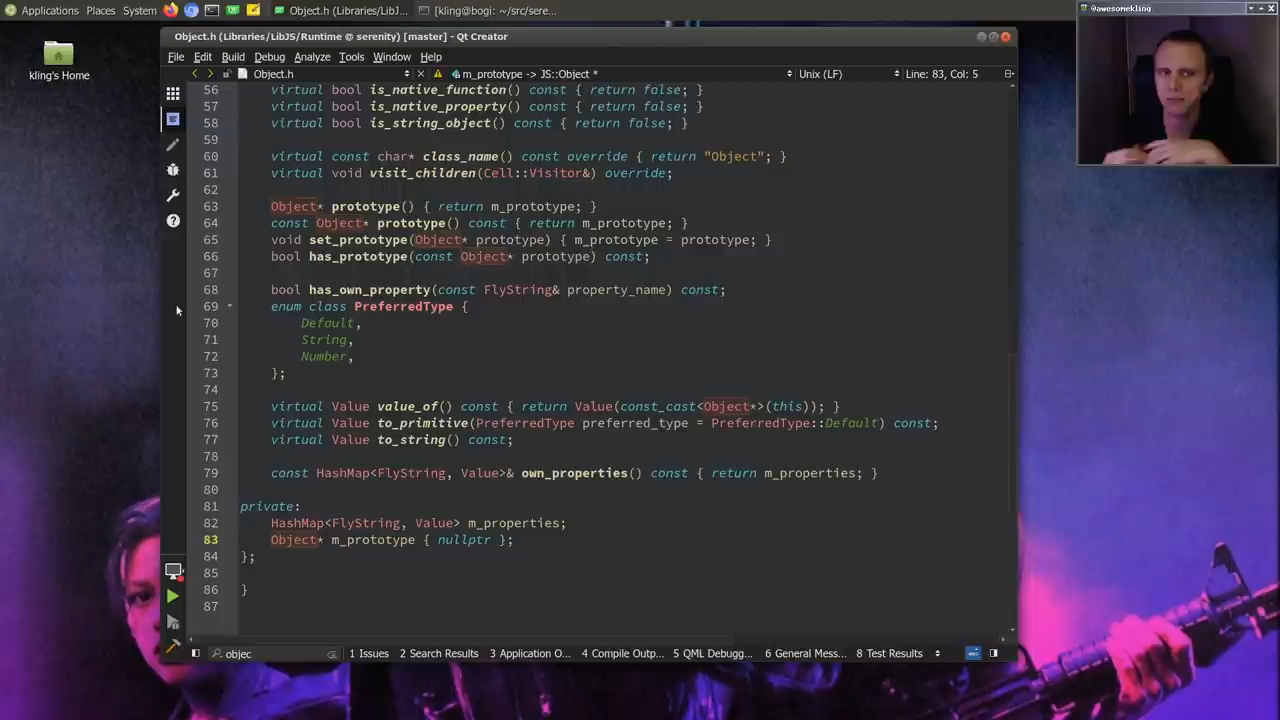 Applications Places System
Object.h (Libraries/LibJ...
[kling@bogi: ~/src/sere...
@awesomekling
kling's Home
Object.h (Libraries/LibJS/Runtime @ serenity) [master] - Qt Creator
File Edit View Build Debug Analyze Tools Window Help
Object.h
m_prototype -> JS::Object *
Unix (LF)
Line: 83, Col: 5
56 virtual bool is_native_function() const { return false; }
57 virtual bool is_native_property() const { return false; }
58 virtual bool is_string_object() const { return false; }
59
60 virtual const char* class_name() const override { return "Object"; }
61 virtual void visit_children(Cell::Visitor&) override;
62
63 Object* prototype() { return m_prototype; }
64 const Object* prototype() const { return m_prototype; }
65 void set_prototype(Object* prototype) { m_prototype = prototype; }
66 bool has_prototype(const Object* prototype) const;
67
68 bool has_own_property(const FlyString& property_name) const;
69 enum class PreferredType {
70 Default,
71 String,
72 Number,
73 };
74
75 virtual Value value_of() const { return Value(const_cast<Object*>(this)); }
76 virtual Value to_primitive(PreferredType preferred_type = PreferredType::Default) const;
77 virtual Value to_string() const;
78
79 const HashMap<FlyString, Value>& own_properties() const { return m_properties; }
80
81 private:
82 HashMap<FlyString, Value> m_properties;
83 Object* m_prototype { nullptr };
84 };
85
86 }
87
objec
1 Issues 2 Search Results 3 Application O... 4 Compile Outp... 5 QML Debugg... 6 General Mess... 8 Test Results